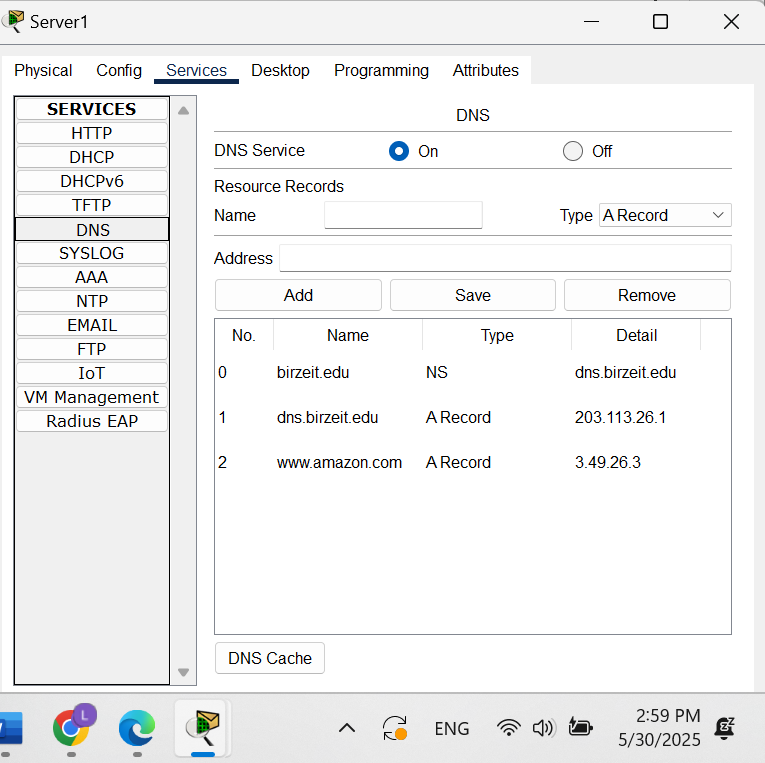 Server1
Physical Config Services Desktop Programming Attributes
SERVICES
HTTP
DHCP
DHCPv6
TFTP
DNS
SYSLOG
AAA
NTP
EMAIL
FTP
IoT
VM Management
Radius EAP
DNS
DNS Service On Off
Resource Records
Name Type A Record
Address
Add Save Remove
No. Name Type Detail
0 birzeit.edu NS dns.birzeit.edu
1 dns.birzeit.edu A Record 203.113.26.1
2 www.amazon.com A Record 3.49.26.3
DNS Cache
L
ENG
2:59 PM
5/30/2025